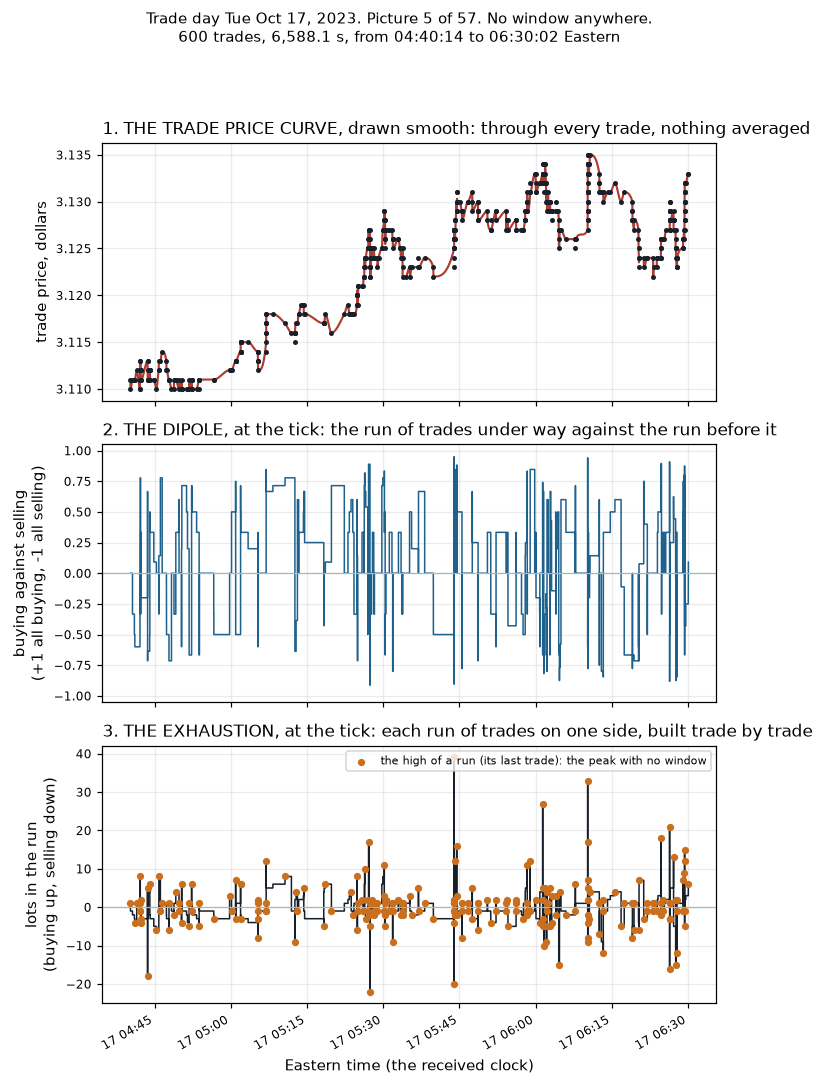 Trade day Tue Oct 17, 2023. Picture 5 of 57. No window anywhere.
600 trades, 6,588.1 s, from 04:40:14 to 06:30:02 Eastern
1. THE TRADE PRICE CURVE, drawn smooth: through every trade, nothing averaged
trade price, dollars
3.135
3.130
3.125
3.120
3.115
3.110
2. THE DIPOLE, at the tick: the run of trades under way against the run before it
buying against selling
(+1 all buying, -1 all selling)
1.00
0.75
0.50
0.25
0.00
−0.25
−0.50
−0.75
−1.00
3. THE EXHAUSTION, at the tick: each run of trades on one side, built trade by trade
the high of a run (its last trade): the peak with no window
lots in the run
(buying up, selling down)
40
30
20
10
0
−10
−20
17 04:45
17 05:00
17 05:15
17 05:30
17 05:45
17 06:00
17 06:15
17 06:30
Eastern time (the received clock)